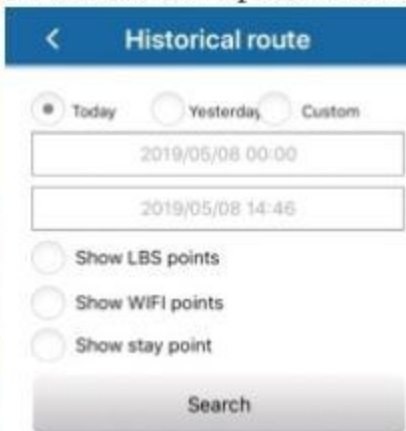 Historical route
Today Yesterday Custom
2019/05/08 00:00
2019/05/08 14:46
Show LBS points
Show WIFI points
Show stay point
Search